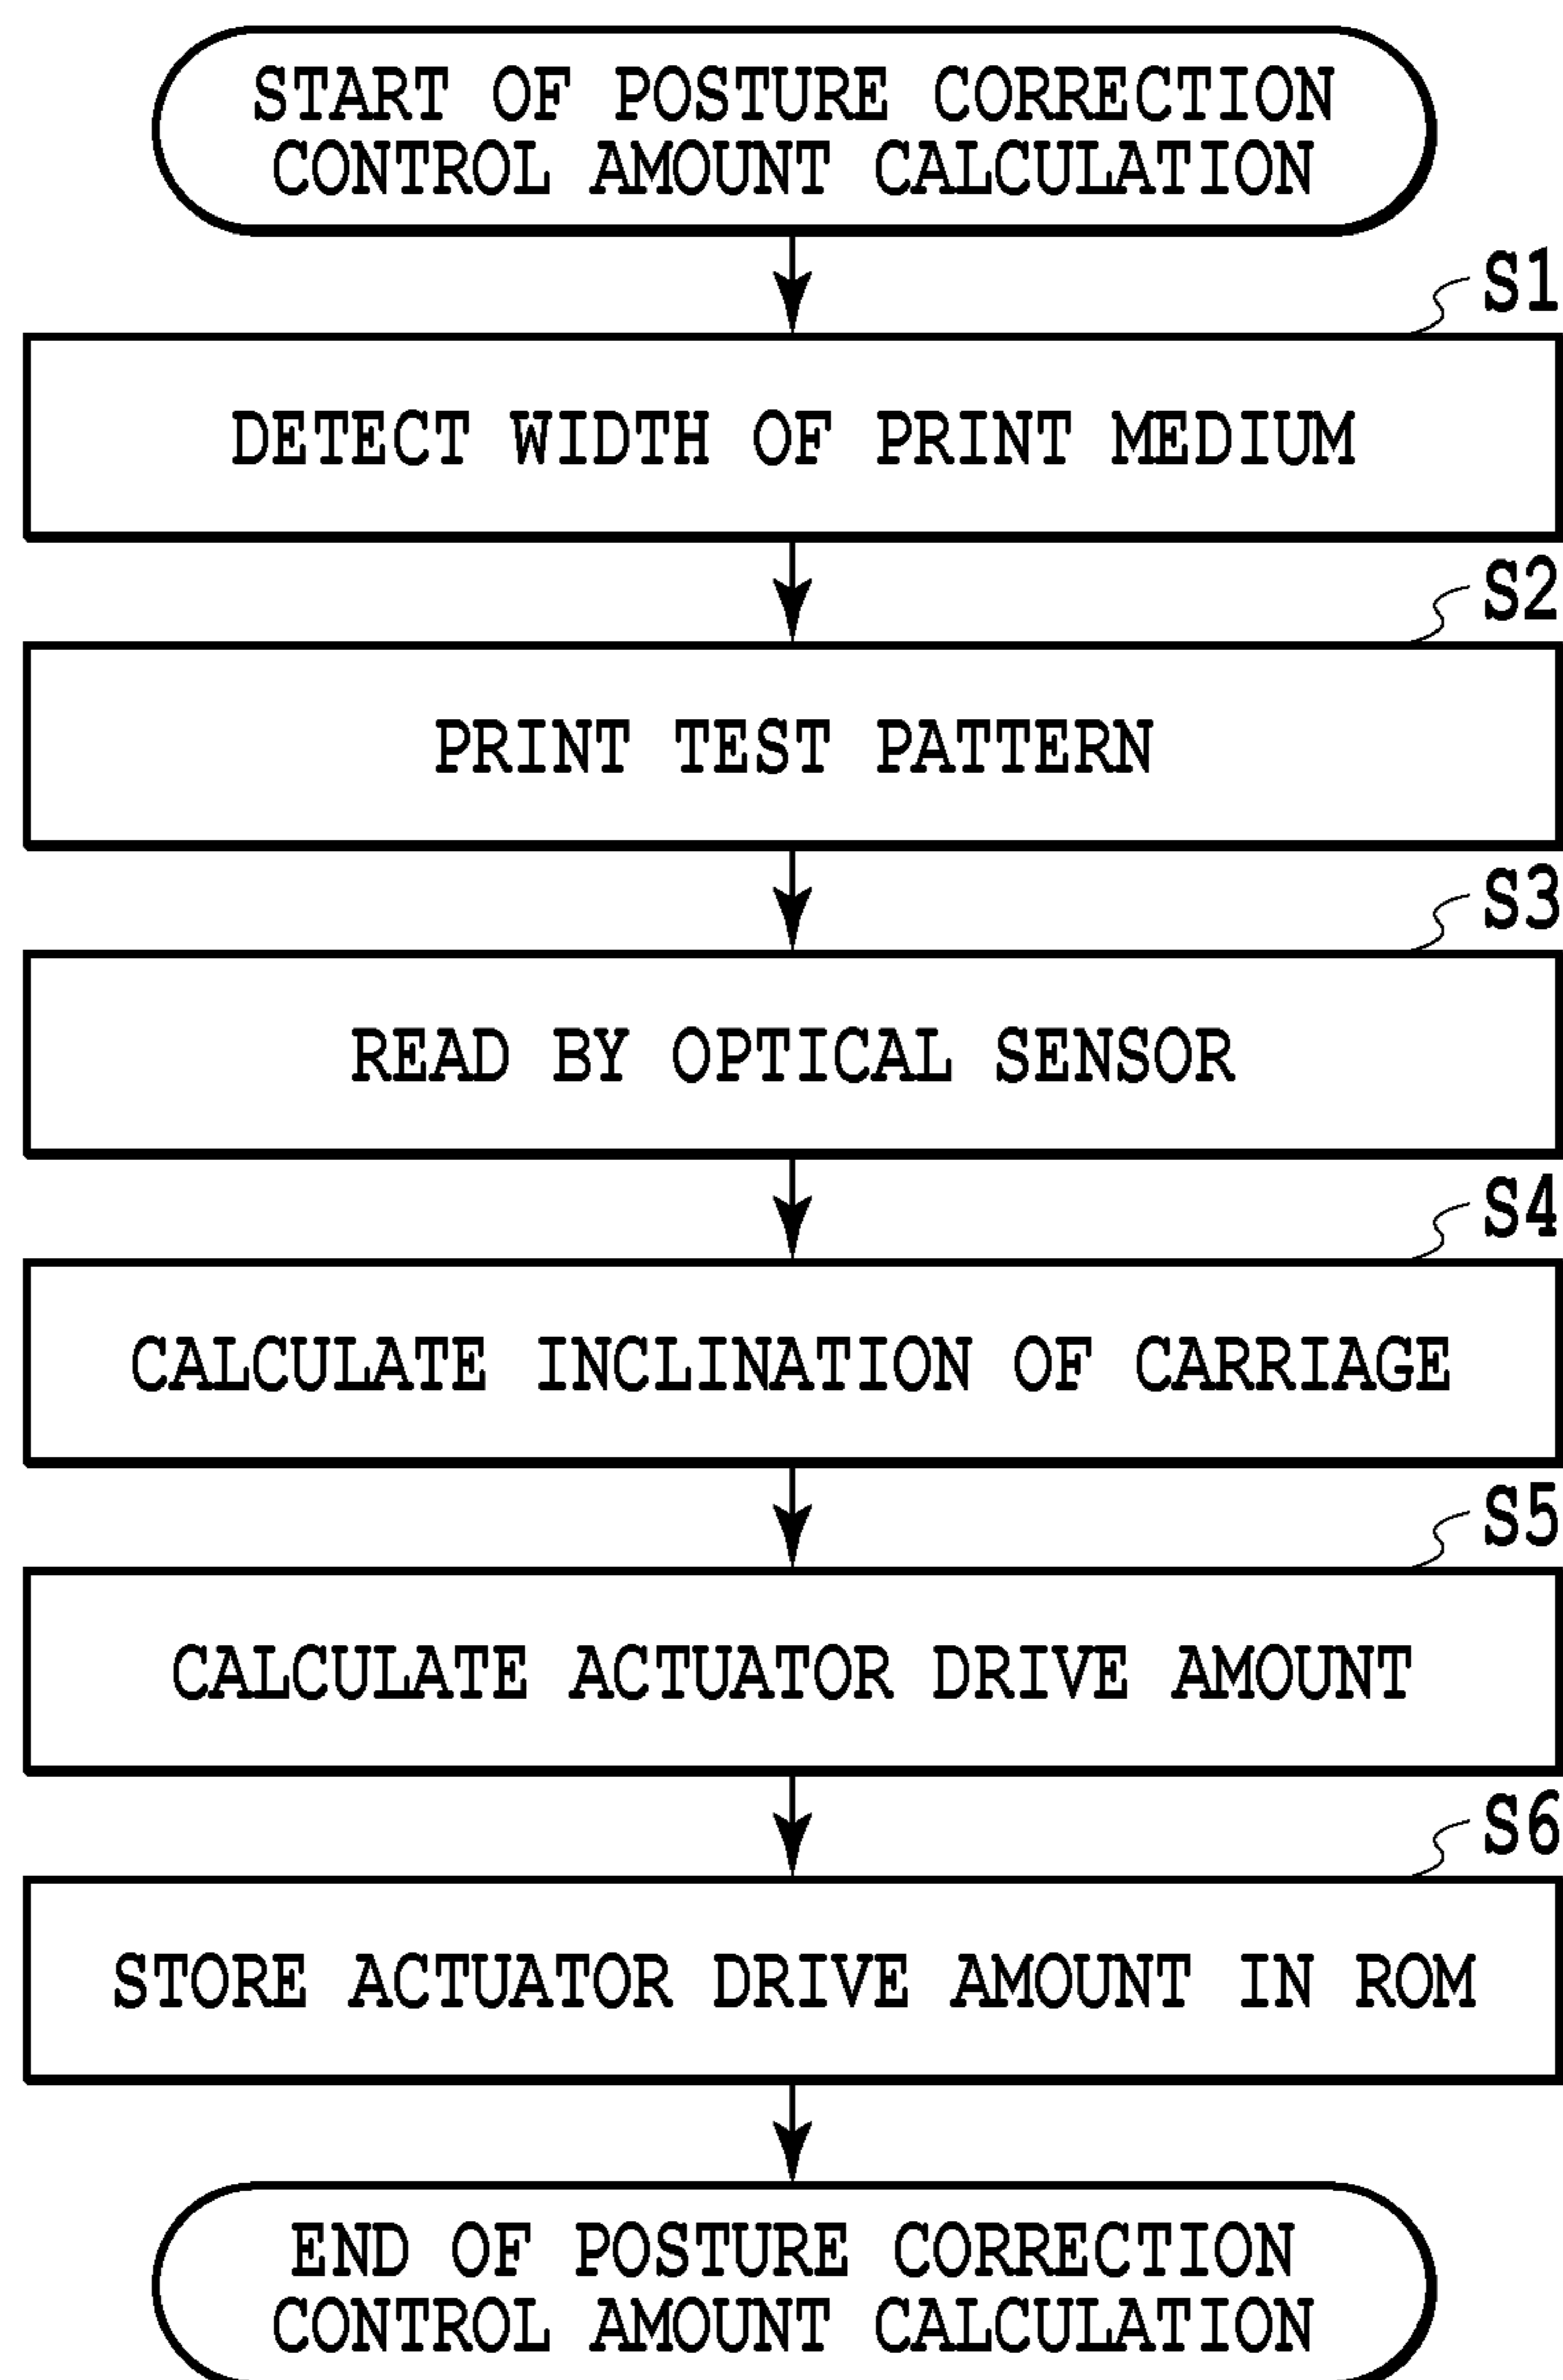 START OF POSTURE CORRECTION
CONTROL AMOUNT CALCULATION
S1
DETECT WIDTH OF PRINT MEDIUM
S2
PRINT TEST PATTERN
S3
READ BY OPTICAL SENSOR
S4
CALCULATE INCLINATION OF CARRIAGE
S5
CALCULATE ACTUATOR DRIVE AMOUNT
S6
STORE ACTUATOR DRIVE AMOUNT IN ROM
END OF POSTURE CORRECTION
CONTROL AMOUNT CALCULATION